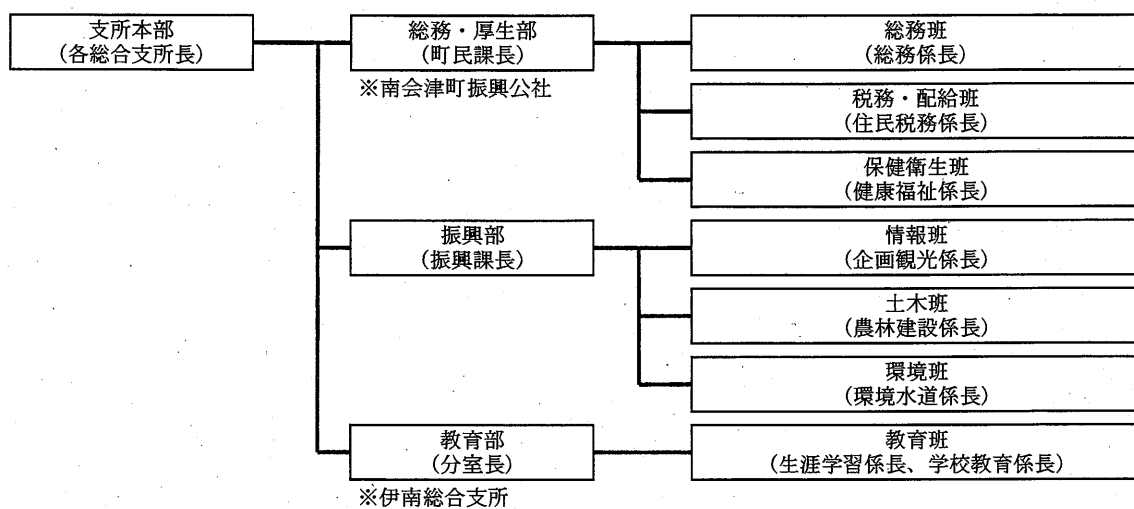 支所本部
(各総合支所長)
総務・厚生部
(町民課長)
※南会津町振興公社
総務班
(総務係長)
税務・配給班
(住民税務係長)
保健衛生班
(健康福祉係長)
振興部
(振興課長)
情報班
(企画観光係長)
土木班
(農林建設係長)
環境班
(環境水道係長)
教育部
(分室長)
※伊南総合支所
教育班
(生涯学習係長、学校教育係長)